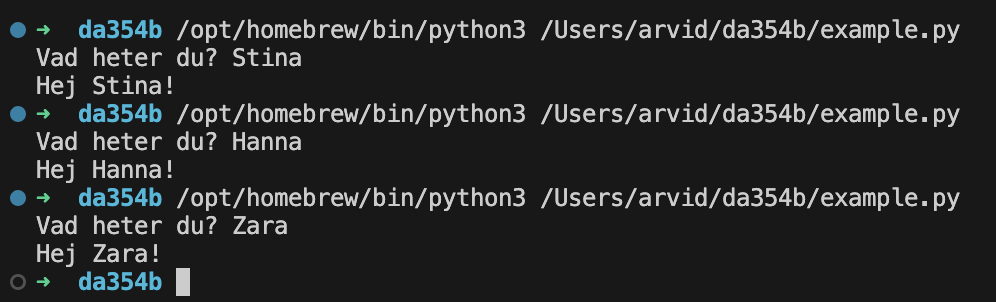 ➜ da354b /opt/homebrew/bin/python3 /Users/arvid/da354b/example.py
Vad heter du? Stina
Hej Stina!
➜ da354b /opt/homebrew/bin/python3 /Users/arvid/da354b/example.py
Vad heter du? Hanna
Hej Hanna!
➜ da354b /opt/homebrew/bin/python3 /Users/arvid/da354b/example.py
Vad heter du? Zara
Hej Zara!
➜ da354b